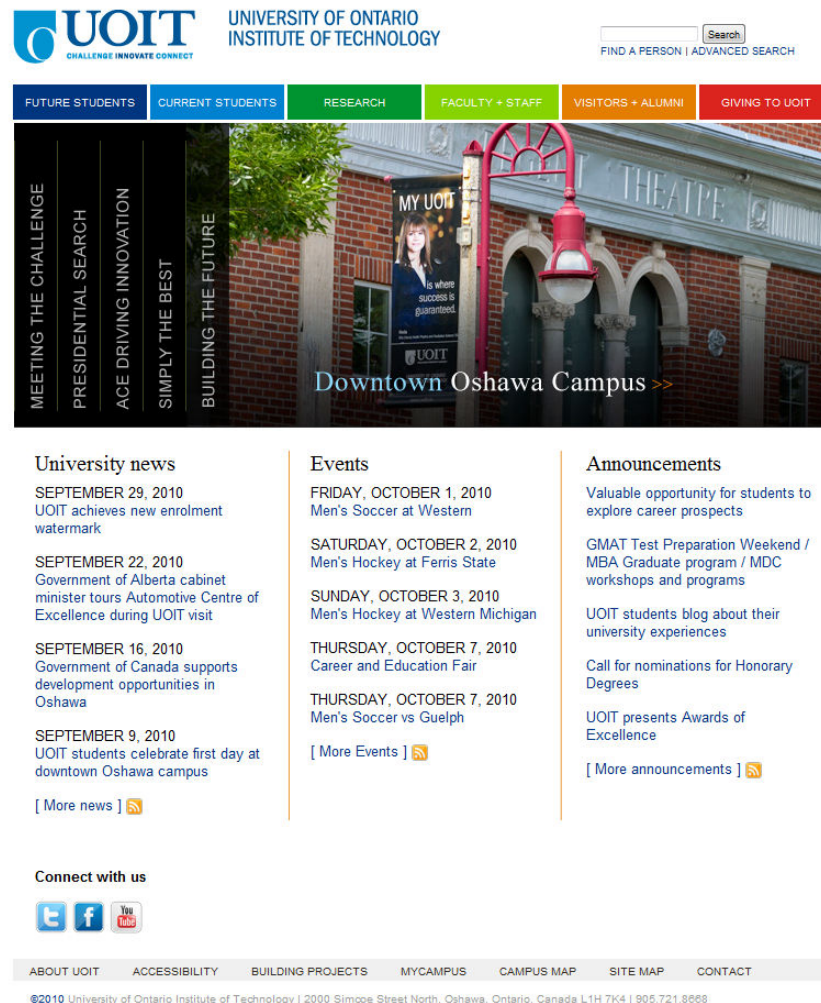 UOIT
CHALLENGE INNOVATE CONNECT
UNIVERSITY OF ONTARIO
INSTITUTE OF TECHNOLOGY
Search
FIND A PERSON | ADVANCED SEARCH
FUTURE STUDENTS
CURRENT STUDENTS
RESEARCH
FACULTY + STAFF
VISITORS + ALUMNI
GIVING TO UOIT
MEETING THE CHALLENGE
PRESIDENTIAL SEARCH
ACE DRIVING INNOVATION
SIMPLY THE BEST
BUILDING THE FUTURE
MY UOIT
is where
success is
guaranteed.
UOIT
THEATRE
Downtown Oshawa Campus >>
University news
SEPTEMBER 29, 2010
UOIT achieves new enrolment
watermark
SEPTEMBER 22, 2010
Government of Alberta cabinet
minister tours Automotive Centre of
Excellence during UOIT visit
SEPTEMBER 16, 2010
Government of Canada supports
development opportunities in
Oshawa
SEPTEMBER 9, 2010
UOIT students celebrate first day at
downtown Oshawa campus
[ More news ]
Events
FRIDAY, OCTOBER 1, 2010
Men's Soccer at Western
SATURDAY, OCTOBER 2, 2010
Men's Hockey at Ferris State
SUNDAY, OCTOBER 3, 2010
Men's Hockey at Western Michigan
THURSDAY, OCTOBER 7, 2010
Career and Education Fair
THURSDAY, OCTOBER 7, 2010
Men's Soccer vs Guelph
[ More Events ]
Announcements
Valuable opportunity for students to
explore career prospects
GMAT Test Preparation Weekend /
MBA Graduate program / MDC
workshops and programs
UOIT students blog about their
university experiences
Call for nominations for Honorary
Degrees
UOIT presents Awards of
Excellence
[ More announcements ]
Connect with us
You
Tube
ABOUT UOIT
ACCESSIBILITY
BUILDING PROJECTS
MYCAMPUS
CAMPUS MAP
SITE MAP
CONTACT
©2010 University of Ontario Institute of Technology | 2000 Simcoe Street North, Oshawa, Ontario, Canada L1H 7K4 | 905.721.8668